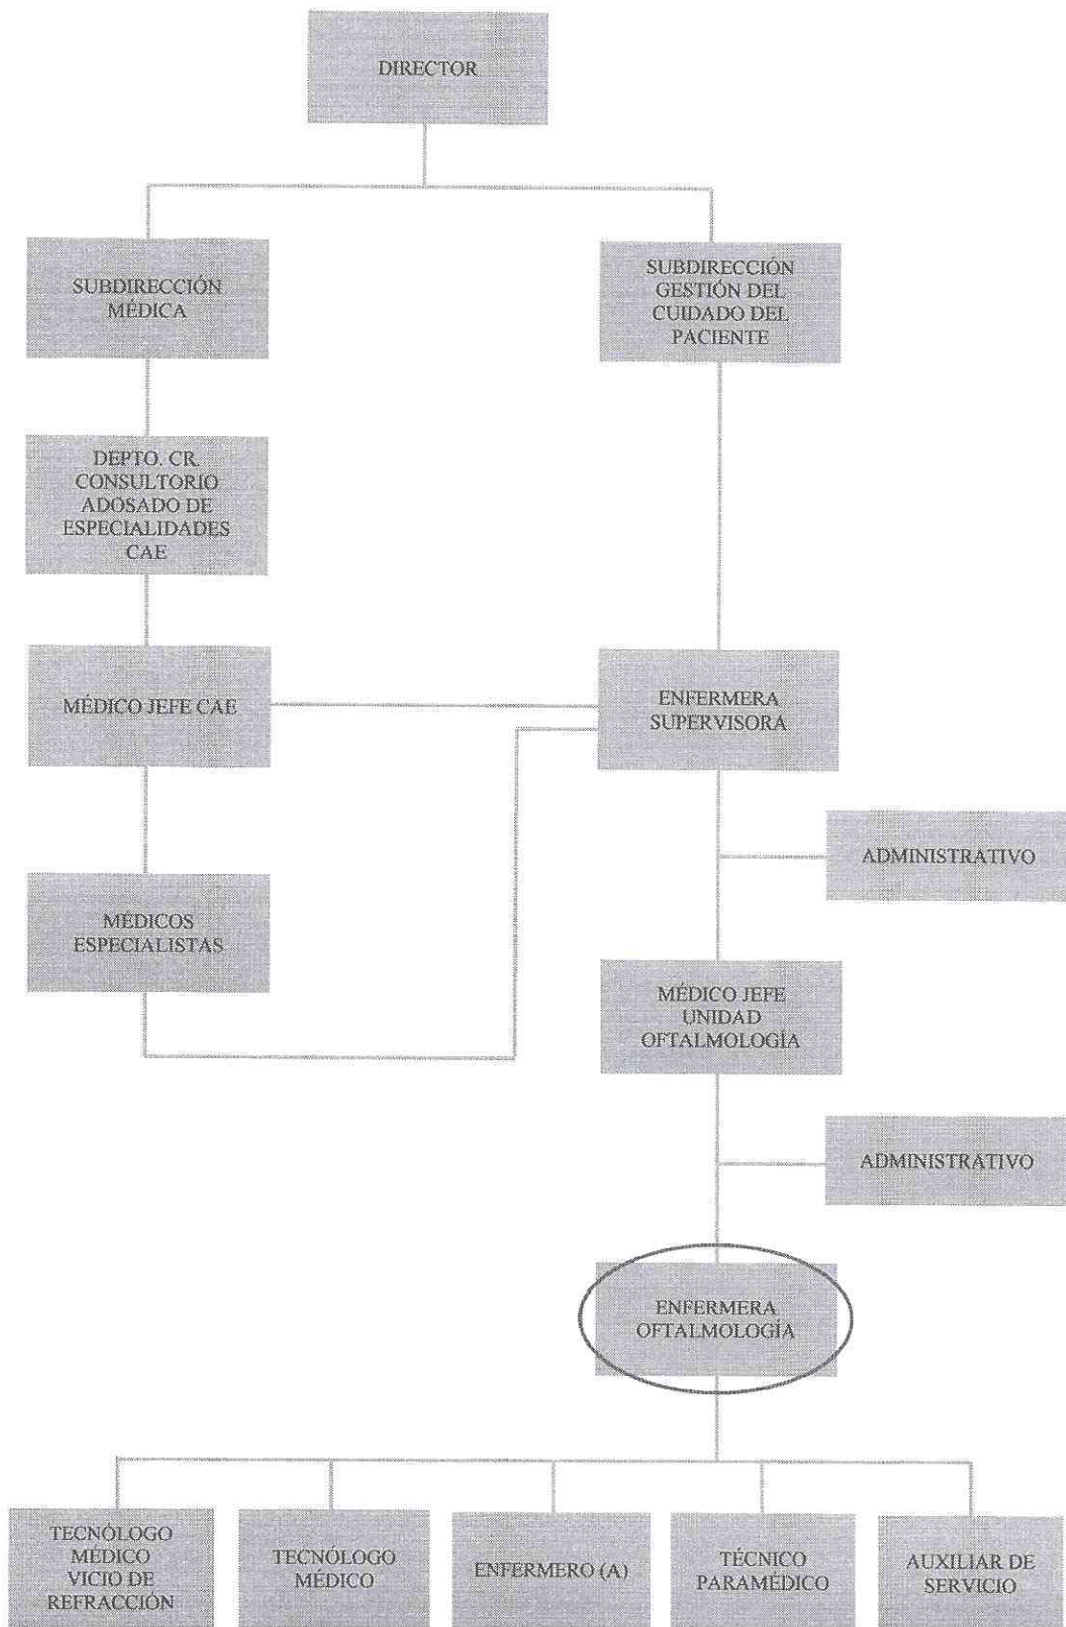 DIRECTOR
SUBDIRECCIÓN
MÉDICA
SUBDIRECCIÓN
GESTIÓN DEL
CUIDADO DEL
PACIENTE
DEPTO. CR.
CONSULTORIO
ADOSADO DE
ESPECIALIDADES
CAE
MÉDICO JEFE CAE
ENFERMERA
SUPERVISORA
ADMINISTRATIVO
MÉDICOS
ESPECIALISTAS
MÉDICO JEFE
UNIDAD
OFTALMOLOGÍA
ADMINISTRATIVO
ENFERMERA
OFTALMOLOGÍA
TECNÓLOGO
MÉDICO
VICIO DE
REFRACCIÓN
TECNÓLOGO
MÉDICO
ENFERMERO (A)
TÉCNICO
PARAMÉDICO
AUXILIAR DE
SERVICIO